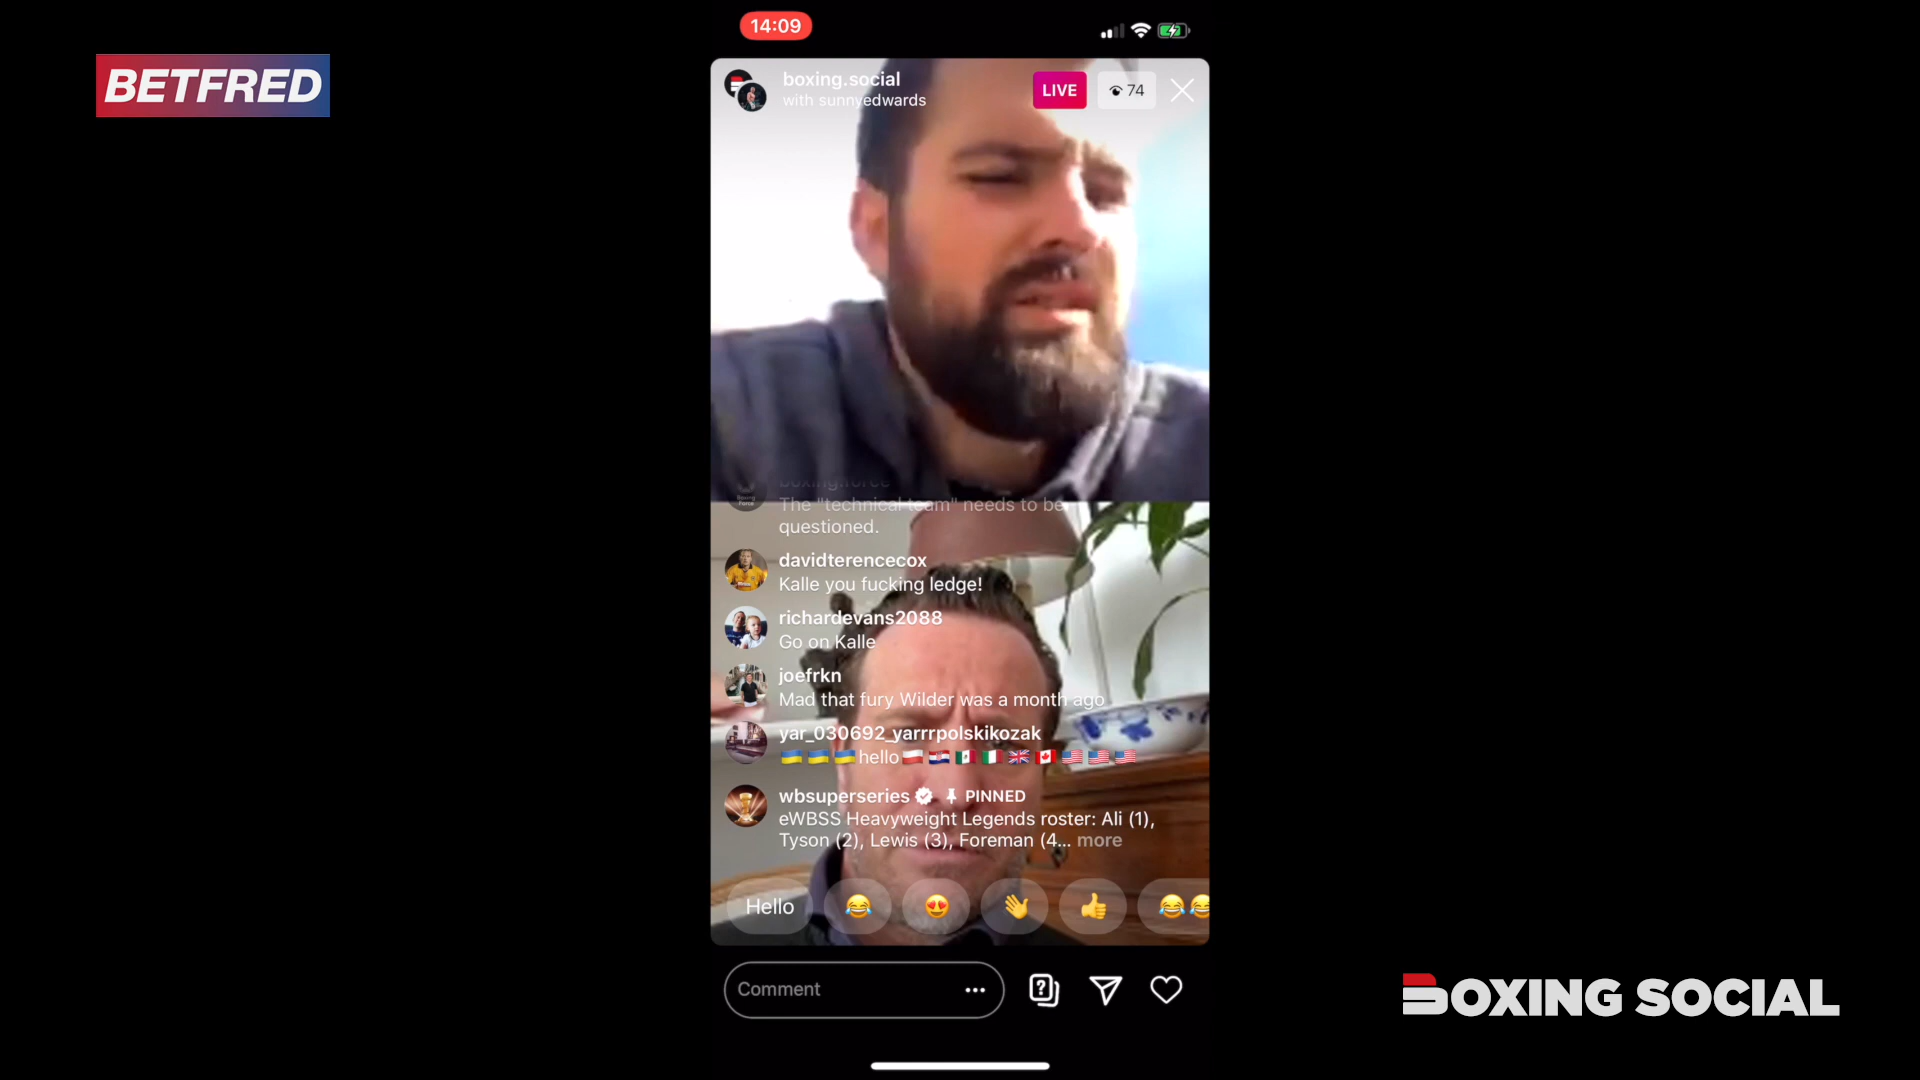 BETFRED
14:09
boxing.social
with sunnyedwards
LIVE
74
boxing.force
The "technical team" needs to be
questioned.
davidterencecox
Kalle you fucking ledge!
richardevans2088
Go on Kalle
joefrkn
Mad that fury Wilder was a month ago
yar_030692_yarrrpolskikozak
🇺🇦🇺🇦🇺🇦hello🇵🇱🇭🇷🇲🇽🇮🇹🇬🇧🇨🇦🇺🇸🇺🇸🇺🇸
wbsuperseries PINNED
eWBSS Heavyweight Legends roster: Ali (1),
Tyson (2), Lewis (3), Foreman (4... more
Hello 😂 😍 👋 👍 😂😂
Comment
BOXING SOCIAL